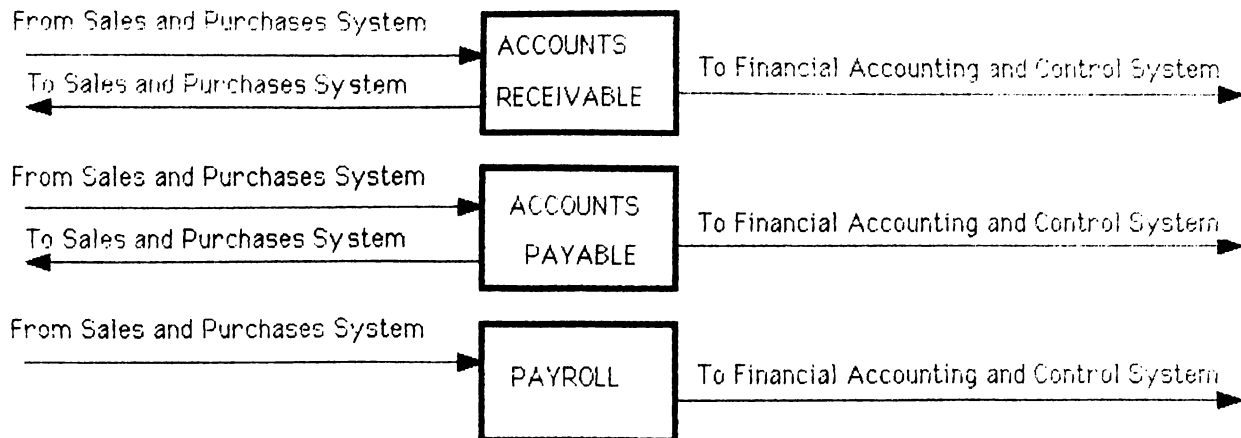 From Sales and Purchases System
ACCOUNTS
RECEIVABLE
To Sales and Purchases System
To Financial Accounting and Control System
From Sales and Purchases System
ACCOUNTS
PAYABLE
To Sales and Purchases System
To Financial Accounting and Control System
From Sales and Purchases System
PAYROLL
To Financial Accounting and Control System